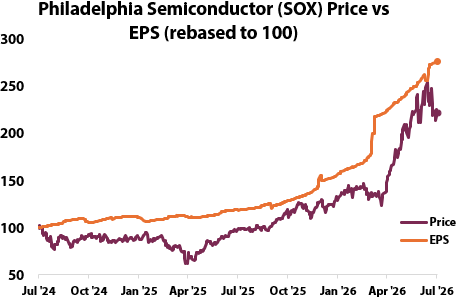 Philadelphia Semiconductor (SOX) Price vs
EPS (rebased to 100)
300
250
200
150
100
50
Price
EPS
Jul '24 Oct '24 Jan '25 Apr '25 Jul '25 Oct '25 Jan '26 Apr '26 Jul '26